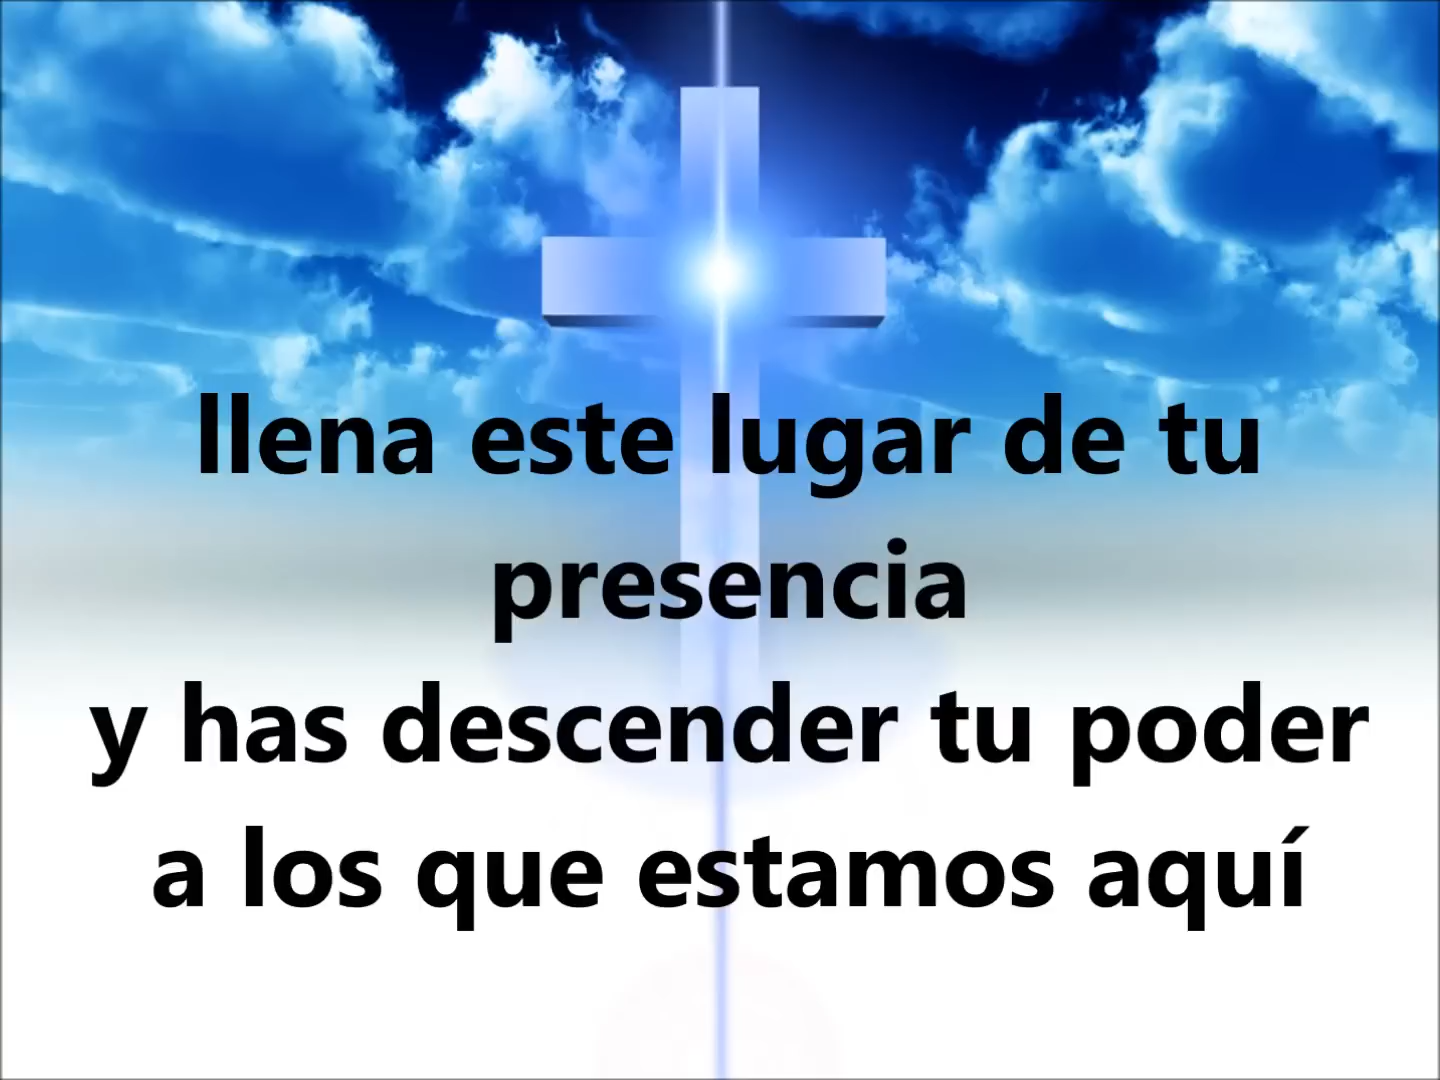 llena este lugar de tu
presencia
y has descender tu poder
a los que estamos aquí